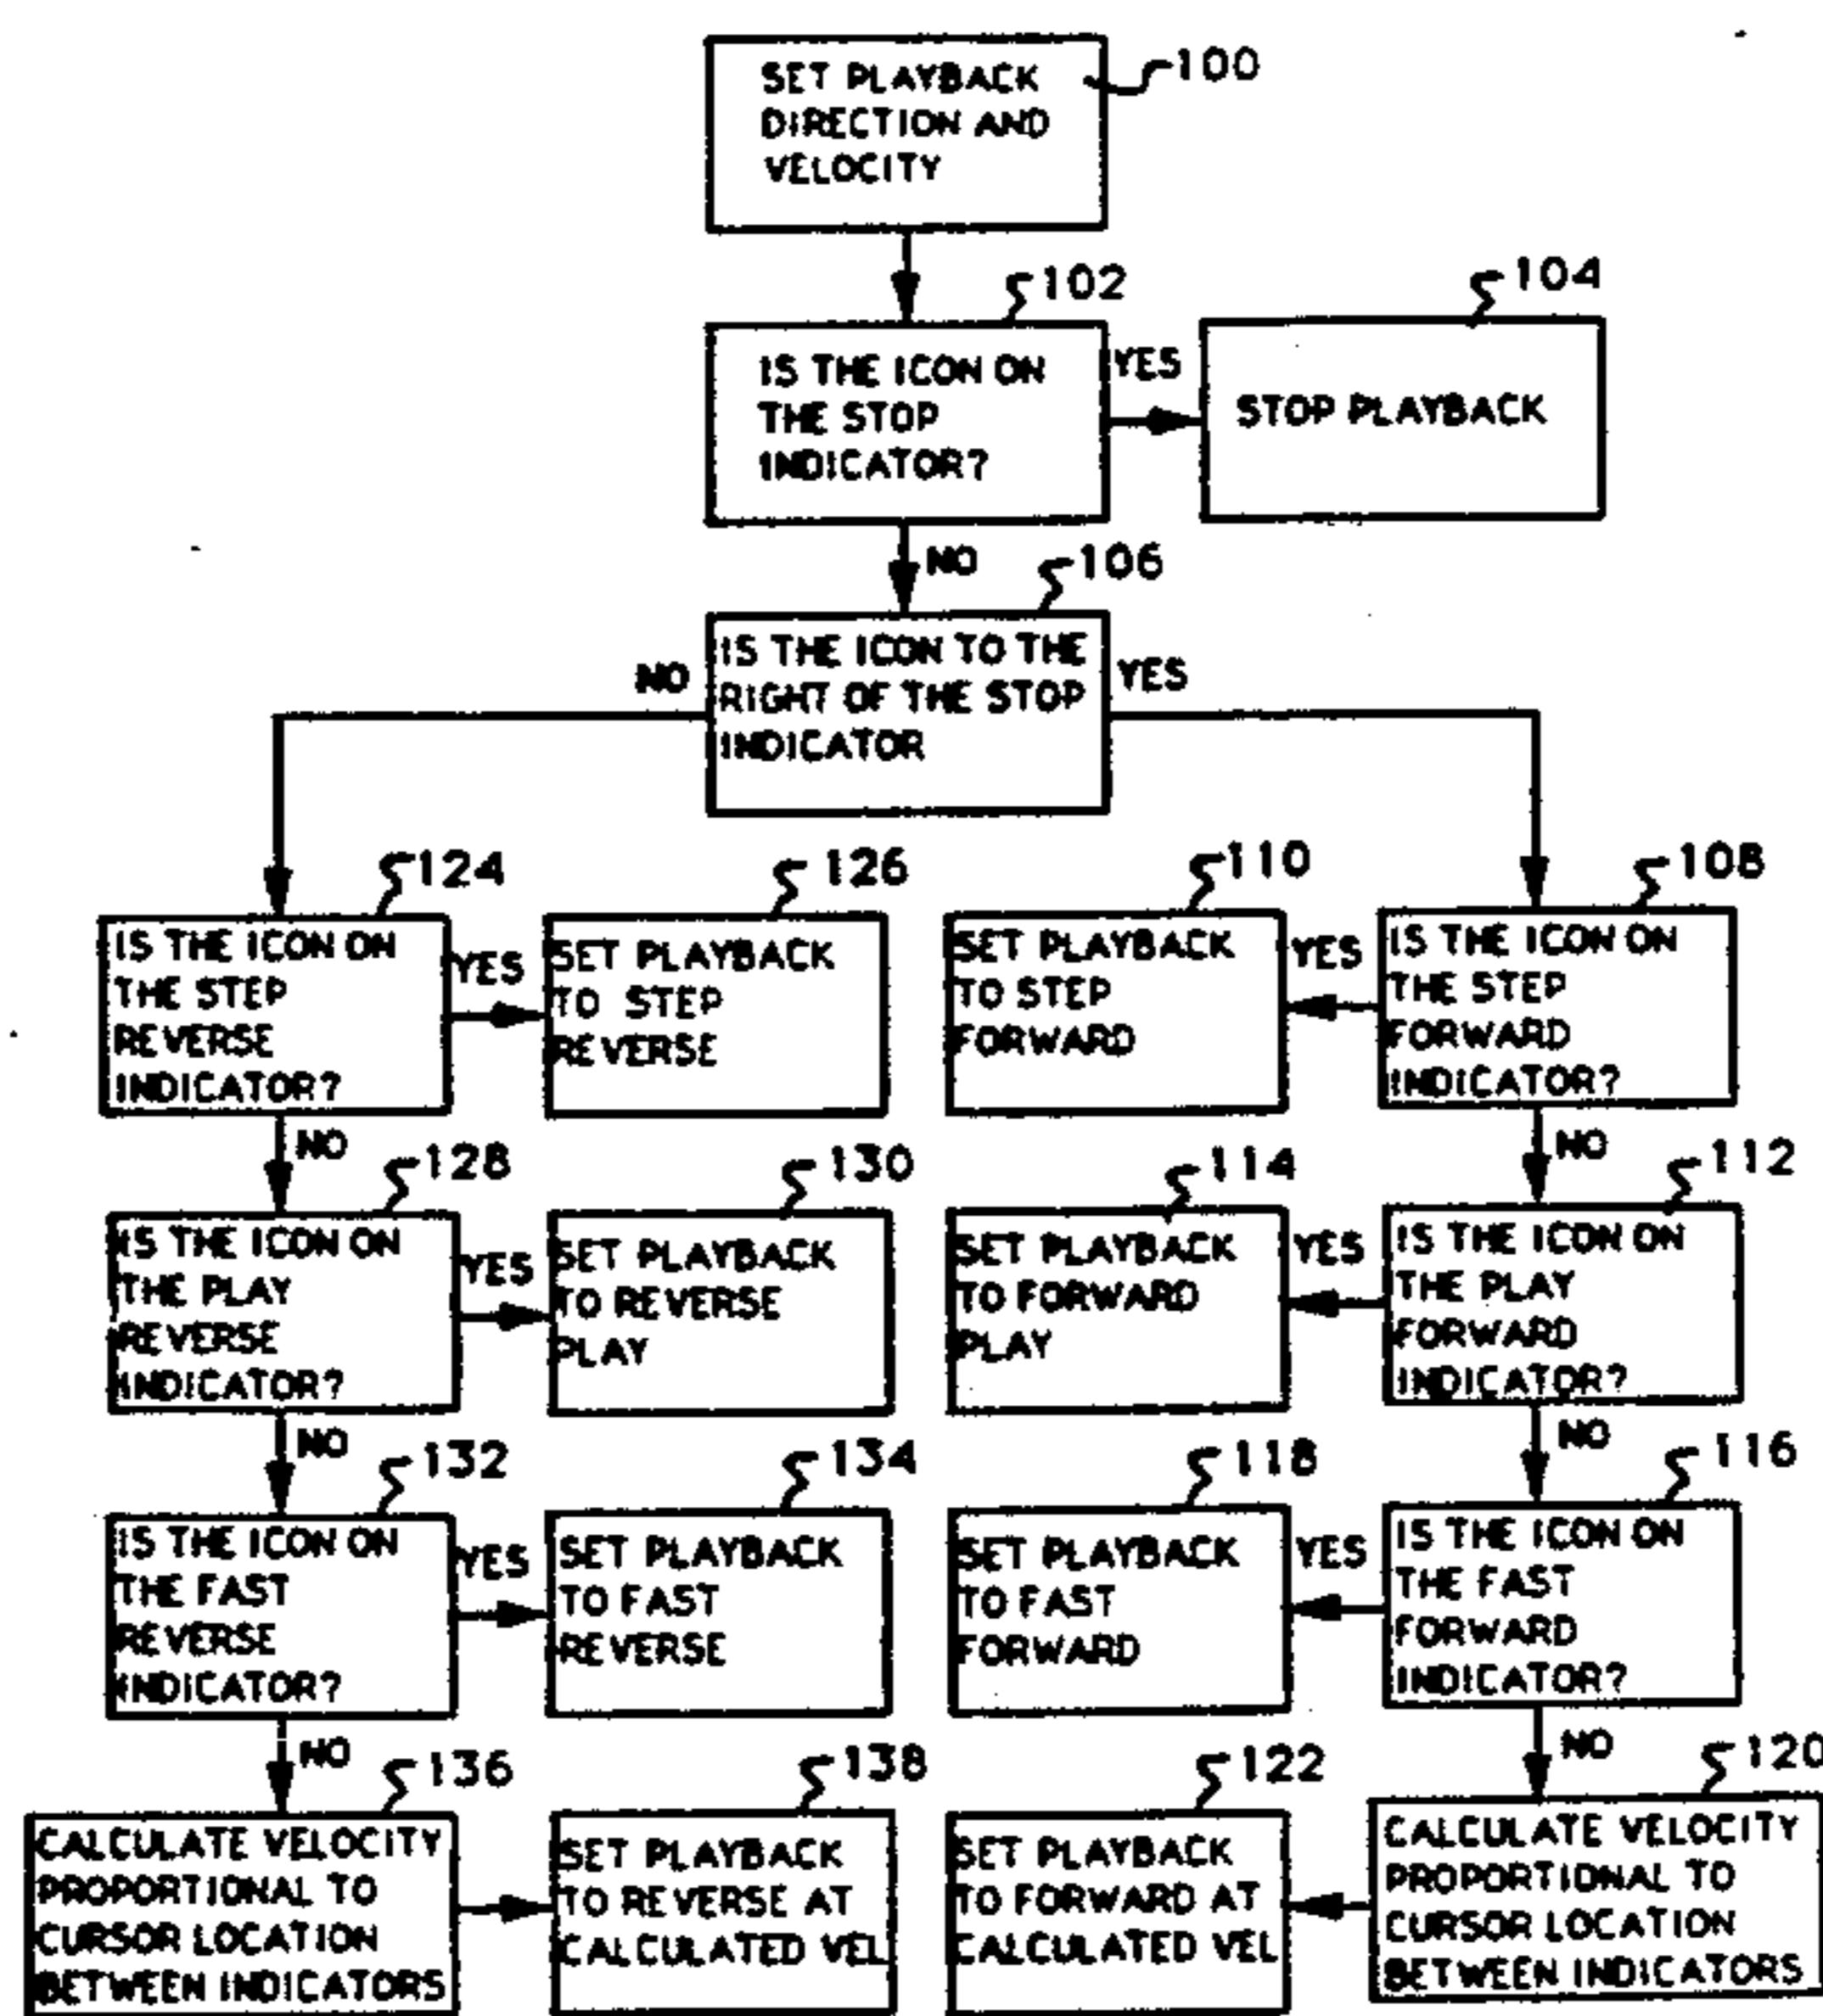 100
SET PLAYBACK
DIRECTION AND
VELOCITY
102
IS THE ICON ON
THE STOP
INDICATOR?
YES
104
STOP PLAYBACK
NO
106
IS THE ICON TO THE
RIGHT OF THE STOP
INDICATOR
NO
YES
124
IS THE ICON ON
THE STEP
REVERSE
INDICATOR?
YES
126
SET PLAYBACK
TO STEP
REVERSE
110
SET PLAYBACK
TO STEP
FORWARD
YES
108
IS THE ICON ON
THE STEP
FORWARD
INDICATOR?
NO
NO
128
IS THE ICON ON
THE PLAY
REVERSE
INDICATOR?
YES
130
SET PLAYBACK
TO REVERSE
PLAY
114
SET PLAYBACK
TO FORWARD
PLAY
YES
112
IS THE ICON ON
THE PLAY
FORWARD
INDICATOR?
NO
NO
132
IS THE ICON ON
THE FAST
REVERSE
INDICATOR?
YES
134
SET PLAYBACK
TO FAST
REVERSE
118
SET PLAYBACK
TO FAST
FORWARD
YES
116
IS THE ICON ON
THE FAST
FORWARD
INDICATOR?
NO
NO
136
CALCULATE VELOCITY
PROPORTIONAL TO
CURSOR LOCATION
BETWEEN INDICATORS
138
SET PLAYBACK
TO REVERSE AT
CALCULATED VEL
122
SET PLAYBACK
TO FORWARD AT
CALCULATED VEL
120
CALCULATE VELOCITY
PROPORTIONAL TO
CURSOR LOCATION
BETWEEN INDICATORS